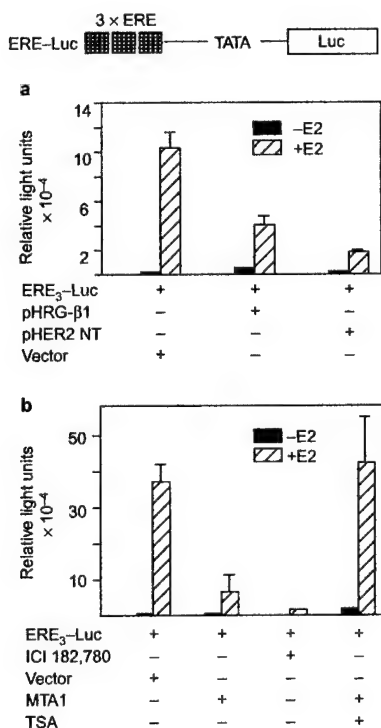 3 × ERE
ERE–Luc TATA Luc
a
Relative light units × 10⁻⁴
14
10
6
2
–E2
+E2
ERE₃–Luc + + +
pHRG-β1 – + –
pHER2 NT – – +
Vector + – –
b
Relative light units × 10⁻⁴
50
30
10
–E2
+E2
ERE₃–Luc + + + +
ICI 182,780 – – + –
Vector + – – –
MTA1 – + – +
TSA – – – +